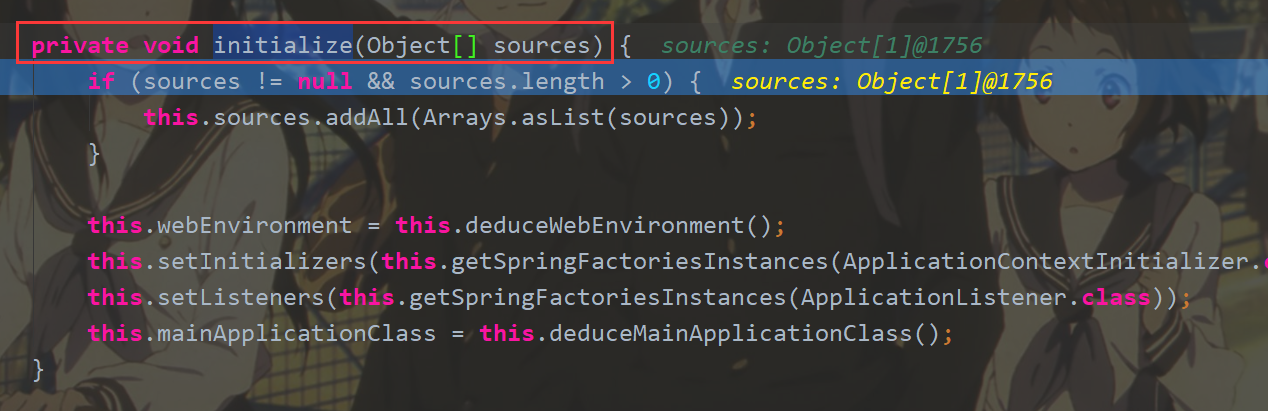 private void initialize(Object[] sources) {  sources: Object[1]@1756
    if (sources != null && sources.length > 0) {  sources: Object[1]@1756
        this.sources.addAll(Arrays.asList(sources));
    }
    this.webEnvironment = this.deduceWebEnvironment();
    this.setInitializers(this.getSpringFactoriesInstances(ApplicationContextInitializer.
    this.setListeners(this.getSpringFactoriesInstances(ApplicationListener.class));
    this.mainApplicationClass = this.deduceMainApplicationClass();
}